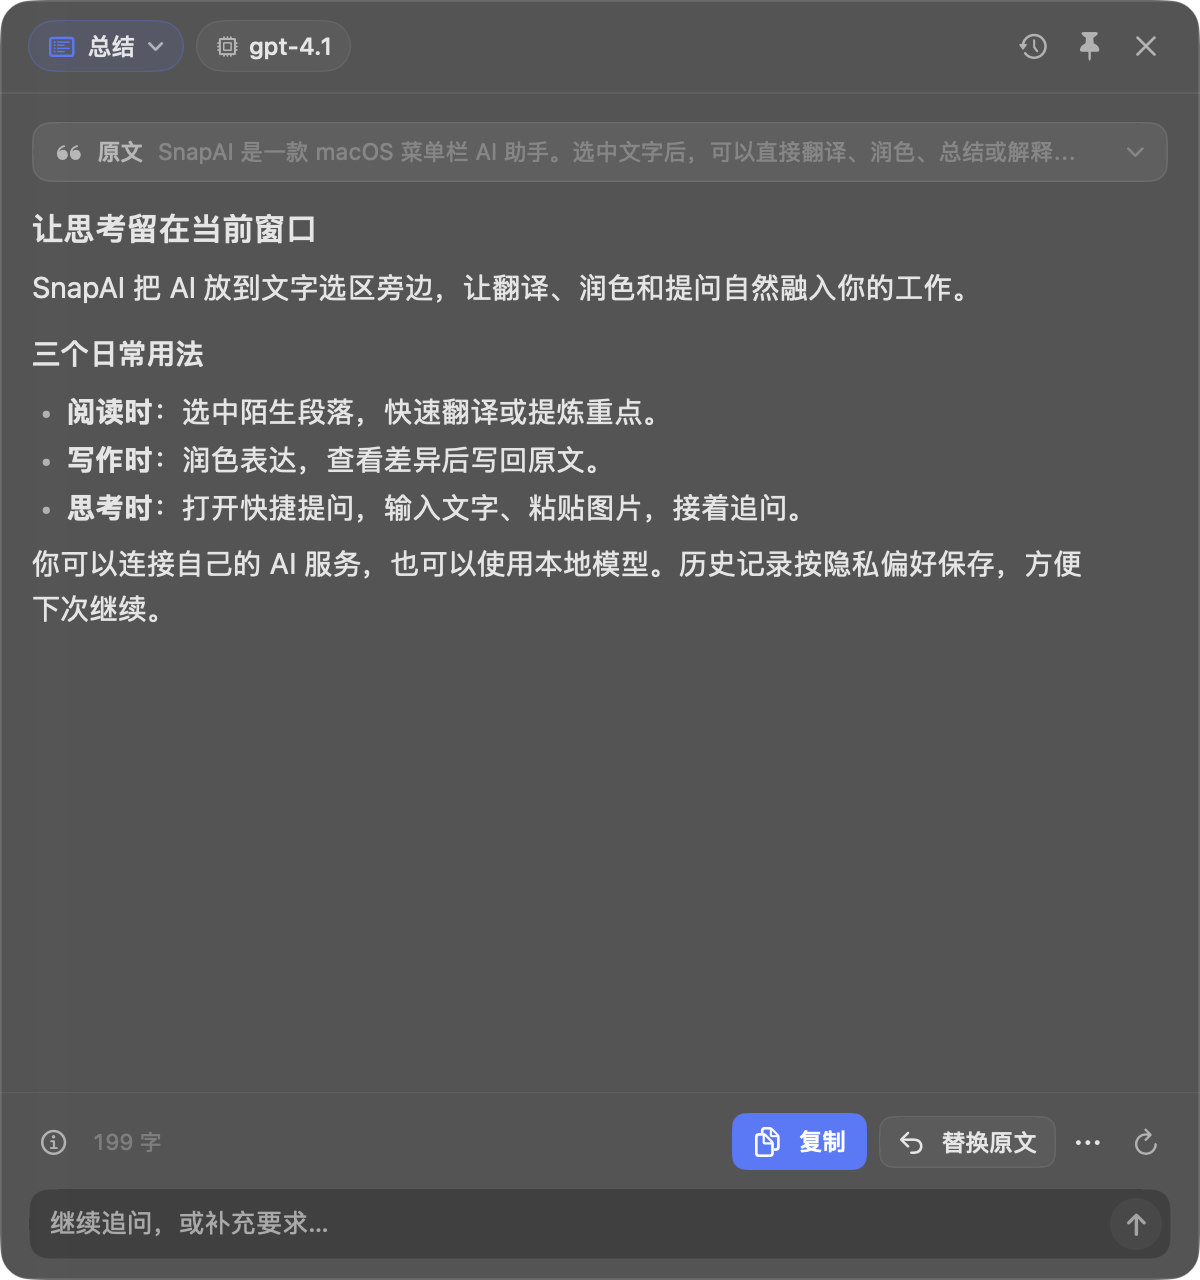 总结
gpt-4.1
原文 SnapAI 是一款 macOS 菜单栏 AI 助手。选中文字后，可以直接翻译、润色、总结或解释...
让思考留在当前窗口
SnapAI 把 AI 放到文字选区旁边，让翻译、润色和提问自然融入你的工作。
三个日常用法
• 阅读时：选中陌生段落，快速翻译或提炼重点。
• 写作时：润色表达，查看差异后写回原文。
• 思考时：打开快捷提问，输入文字、粘贴图片，接着追问。
你可以连接自己的 AI 服务，也可以使用本地模型。历史记录按隐私偏好保存，方便
下次继续。
199 字
复制
替换原文
继续追问，或补充要求...